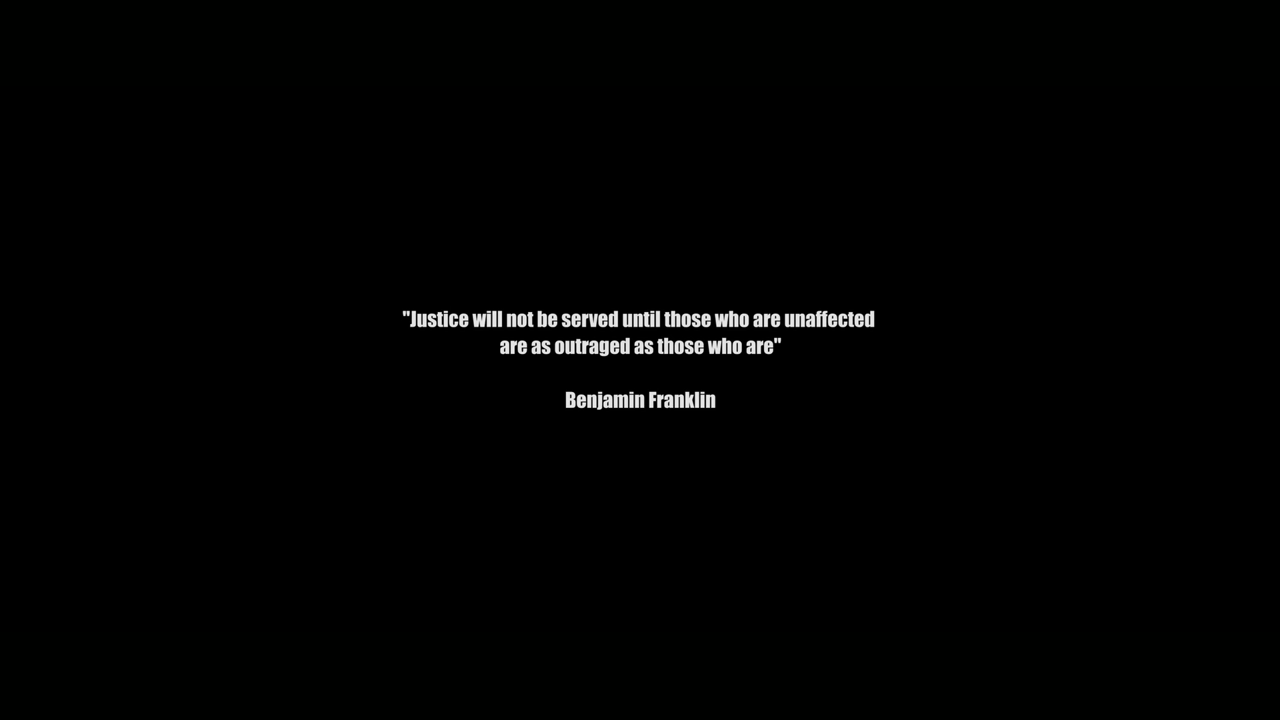 "Justice will not be served until those who are unaffected
are as outraged as those who are"
Benjamin Franklin